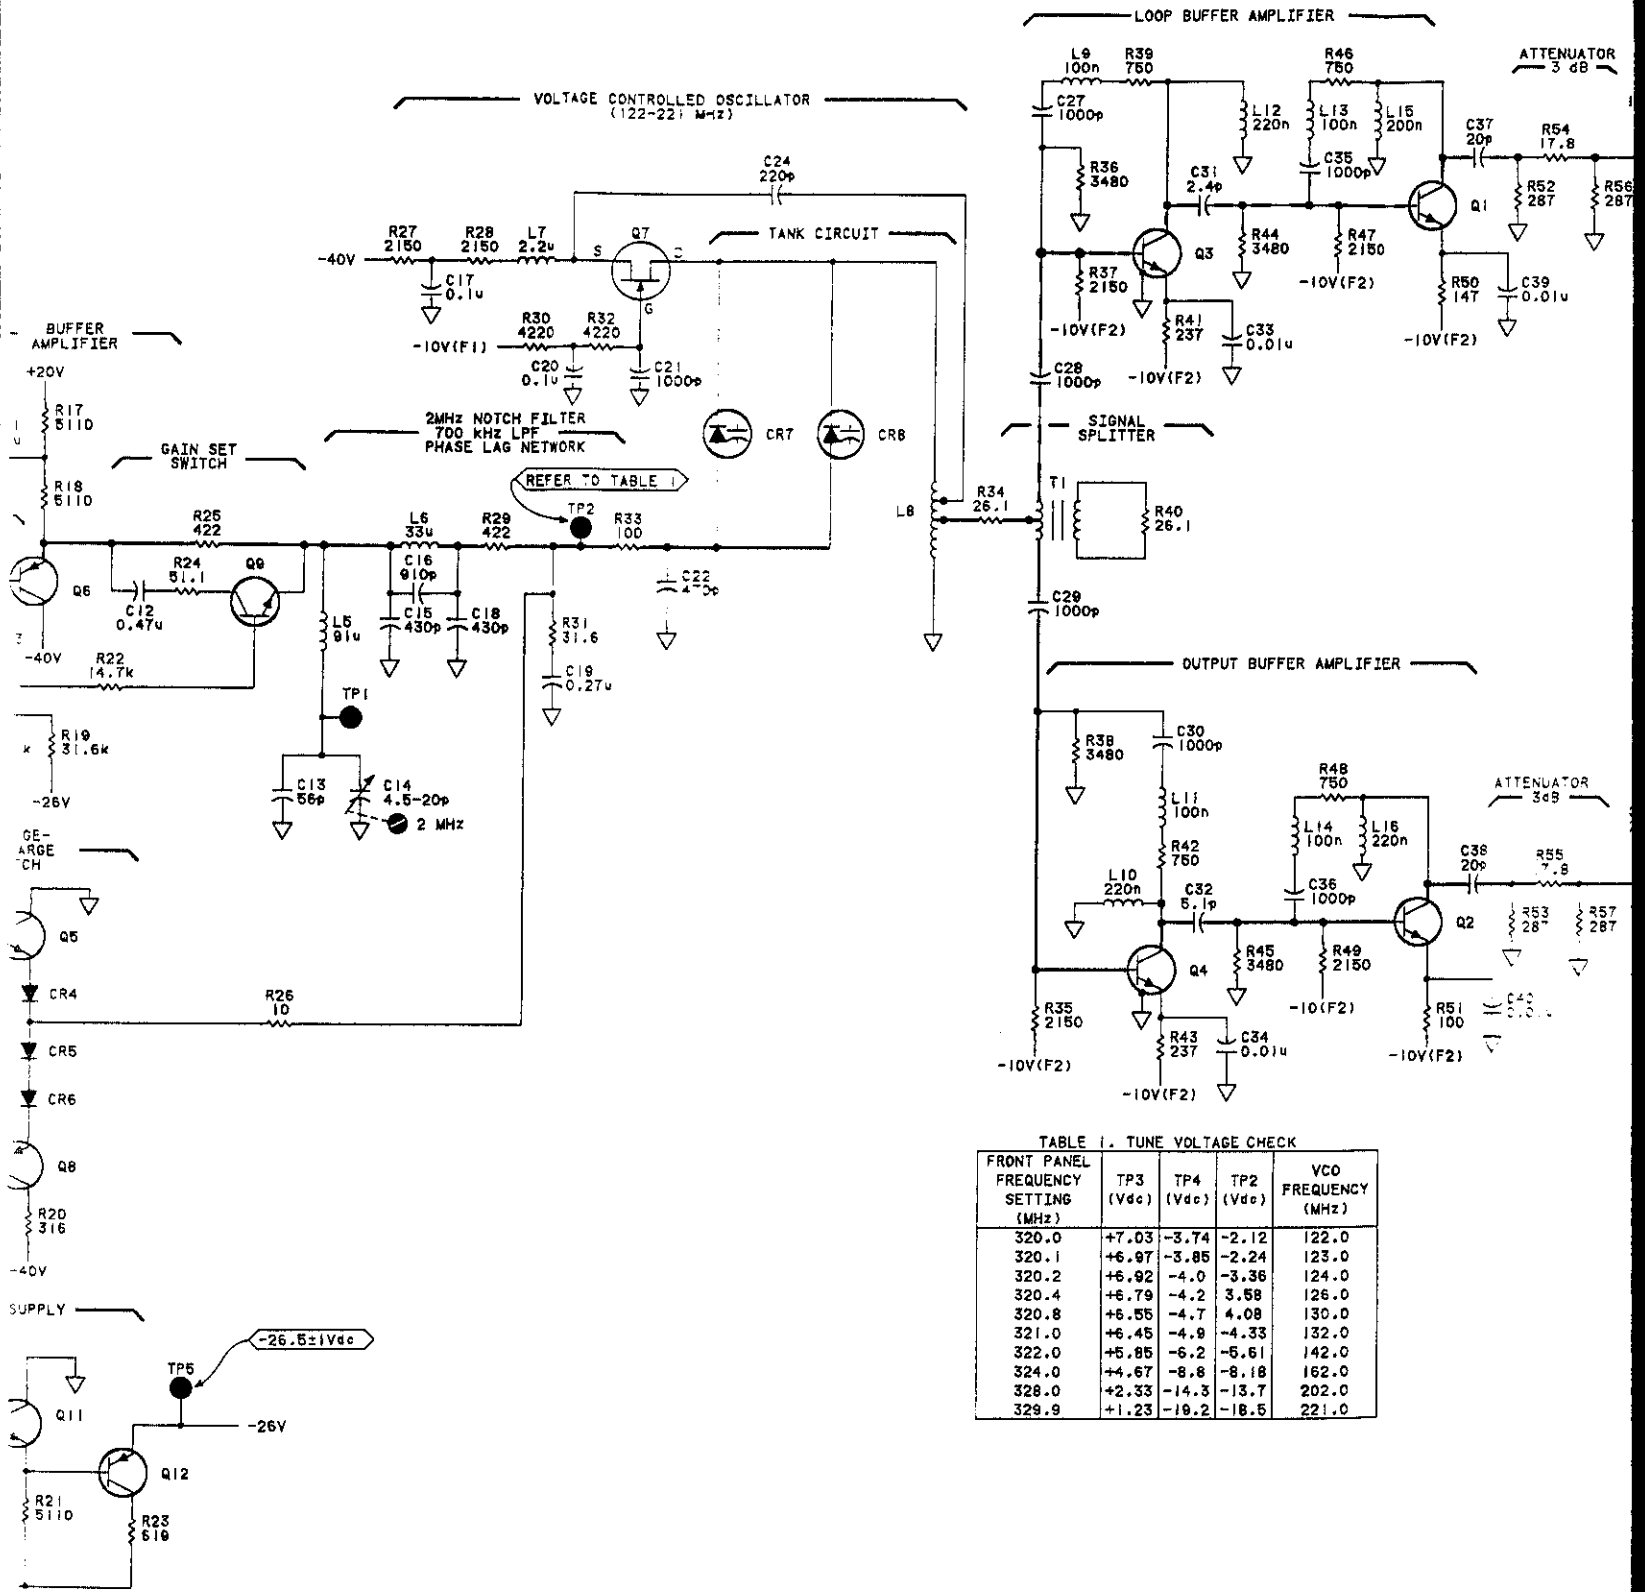 LOOP BUFFER AMPLIFIER
L9
100n
R39
750
R46
750
ATTENUATOR
3 dB
VOLTAGE CONTROLLED OSCILLATOR
(122-221 MHz)
C27
1000p
L12
220n
L13
100n
L15
200n
C37
20p
R54
17.8
C24
220p
R36
3480
C31
2.4p
C35
1000p
R52
287
R56
287
Q1
R27
2150
R28
2150
L7
2.2u
Q7
TANK CIRCUIT
-40V
S
G
C17
0.1u
R37
2150
Q3
R44
3480
R47
2150
-10V(F2)
R50
147
C39
0.01u
R30
4220
R32
4220
-10V(F1)
C20
0.1u
C21
1000p
-10V(F2)
R41
237
C33
0.01u
-10V(F2)
-10V(F2)
BUFFER
AMPLIFIER
+20V
C28
1000p
R17
5110
2MHz NOTCH FILTER
700 kHz LPF
PHASE LAG NETWORK
CR7
CR8
SIGNAL
SPLITTER
GAIN SET
SWITCH
R18
5110
REFER TO TABLE 1
TP2
R25
422
L6
33u
R29
422
R33
100
L8
R34
26.1
T1
R40
26.1
R24
51.1
Q9
C16
910p
C22
Q6
C12
0.47u
L5
91u
C15
430p
C18
430p
R31
31.6
C29
1000p
-40V
R22
14.7k
C19
0.27u
OUTPUT BUFFER AMPLIFIER
TP1
R19
31.6k
k
-26V
C13
56p
C14
4.5-20p
2 MHz
R38
3480
C30
1000p
L11
100n
R48
750
ATTENUATOR
3dB
L14
100n
L16
220n
R42
750
C38
20p
R55
L10
220n
C32
5.1p
C36
1000p
R53
R57
287
Q2
Q5
R45
3480
R49
2150
Q4
CR4
R26
10
R35
2150
-10(F2)
R51
100
R43
237
C34
0.01u
-10V(F2)
-10V(F2)
-10V(F2)
CR5
CR6
Q8
R20
316
-40V
SUPPLY
-26.5±1Vdc
TP5
Q11
-26V
Q12
R21
5110
R23
619
TABLE 1. TUNE VOLTAGE CHECK
FRONT PANEL FREQUENCY SETTING (MHz) TP3 (Vdc) TP4 (Vdc) TP2 (Vdc) VCO FREQUENCY (MHz)
320.0 +7.03 -3.74 -2.12 122.0
320.1 +6.97 -3.85 -2.24 123.0
320.2 +6.92 -4.0 -3.36 124.0
320.4 +6.79 -4.2 3.58 126.0
320.8 +6.55 -4.7 4.08 130.0
321.0 +6.45 -4.9 -4.33 132.0
322.0 +5.85 -6.2 -5.61 142.0
324.0 +4.67 -8.8 -8.18 162.0
328.0 +2.33 -14.3 -13.7 202.0
329.9 +1.23 -19.2 -18.5 221.0